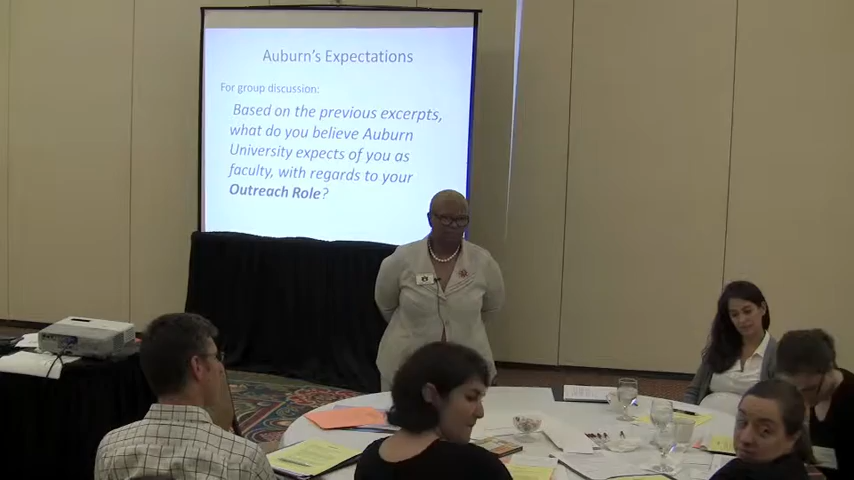 Auburn's Expectations
For group discussion:
Based on the previous excerpts,
what do you believe Auburn
University expects of you as
faculty, with regards to your
Outreach Role?